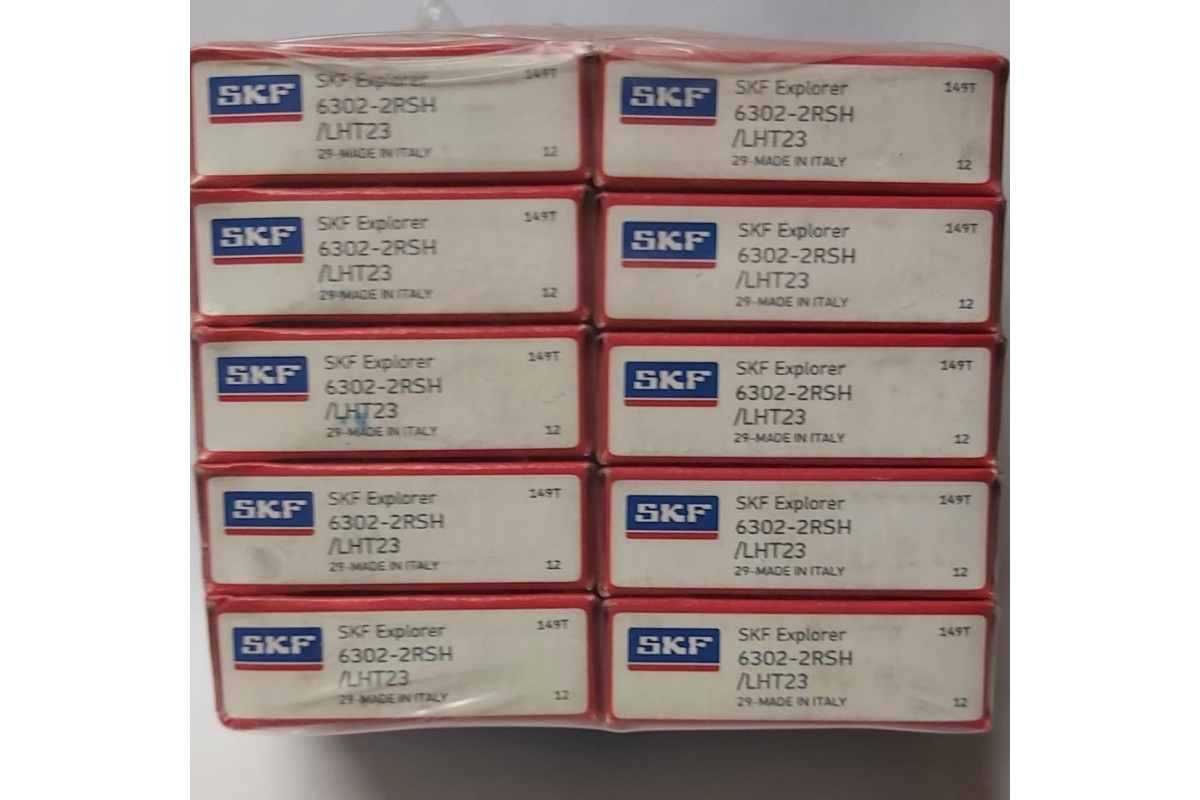 SKF
SKF Explorer
149T
6302-2RSH
/LHT23
29-MADE IN ITALY
12
SKF
SKF Explorer
149T
6302-2RSH
/LHT23
29-MADE IN ITALY
12
SKF
SKF Explorer
149T
6302-2RSH
/LHT23
29-MADE IN ITALY
12
SKF
SKF Explorer
149T
6302-2RSH
/LHT23
29-MADE IN ITALY
12
SKF
SKF Explorer
149T
6302-2RSH
/LHT23
29-MADE IN ITALY
12
SKF
SKF Explorer
149T
6302-2RSH
/LHT23
29-MADE IN ITALY
12
SKF
SKF Explorer
149T
6302-2RSH
/LHT23
29-MADE IN ITALY
12
SKF
SKF Explorer
149T
6302-2RSH
/LHT23
29-MADE IN ITALY
12
SKF
SKF Explorer
149T
6302-2RSH
/LHT23
29-MADE IN ITALY
12
SKF
SKF Explorer
149T
6302-2RSH
/LHT23
29-MADE IN ITALY
12